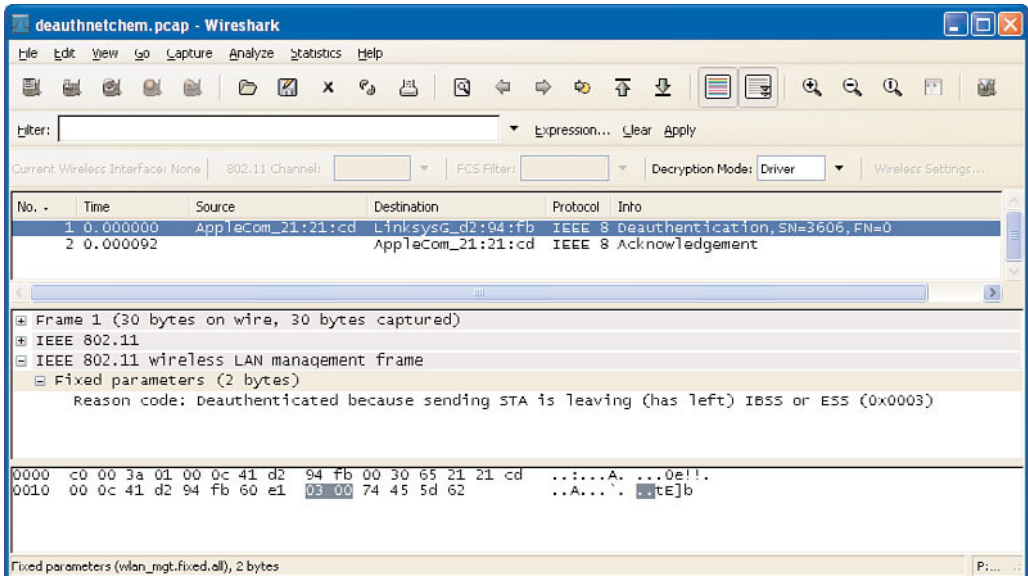 deauthnetchem.pcap - Wireshark
File Edit View Go Capture Analyze Statistics Help
Filter: Expression... Clear Apply
Current Wireless Interface: None 802.11 Channel: FCS Filter: Decryption Mode: Driver Wireless Settings...
No. - Time Source Destination Protocol Info
1 0.000000 AppleCom_21:21:cd LinksysG_d2:94:fb IEEE 8 Deauthentication,SN=3606,FN=0
2 0.000092 AppleCom_21:21:cd IEEE 8 Acknowledgement
Frame 1 (30 bytes on wire, 30 bytes captured)
IEEE 802.11
IEEE 802.11 wireless LAN management frame
Fixed parameters (2 bytes)
Reason code: Deauthenticated because sending STA is leaving (has left) IBSS or ESS (0x0003)
0000 c0 00 3a 01 00 0c 41 d2 94 fb 00 30 65 21 21 cd ..:...A. ...0e!!.
0010 00 0c 41 d2 94 fb 60 e1 03 00 74 45 5d 62 ..A...`. ..tE]b
Fixed parameters (wlan_mgt.fixed.all), 2 bytes P:...